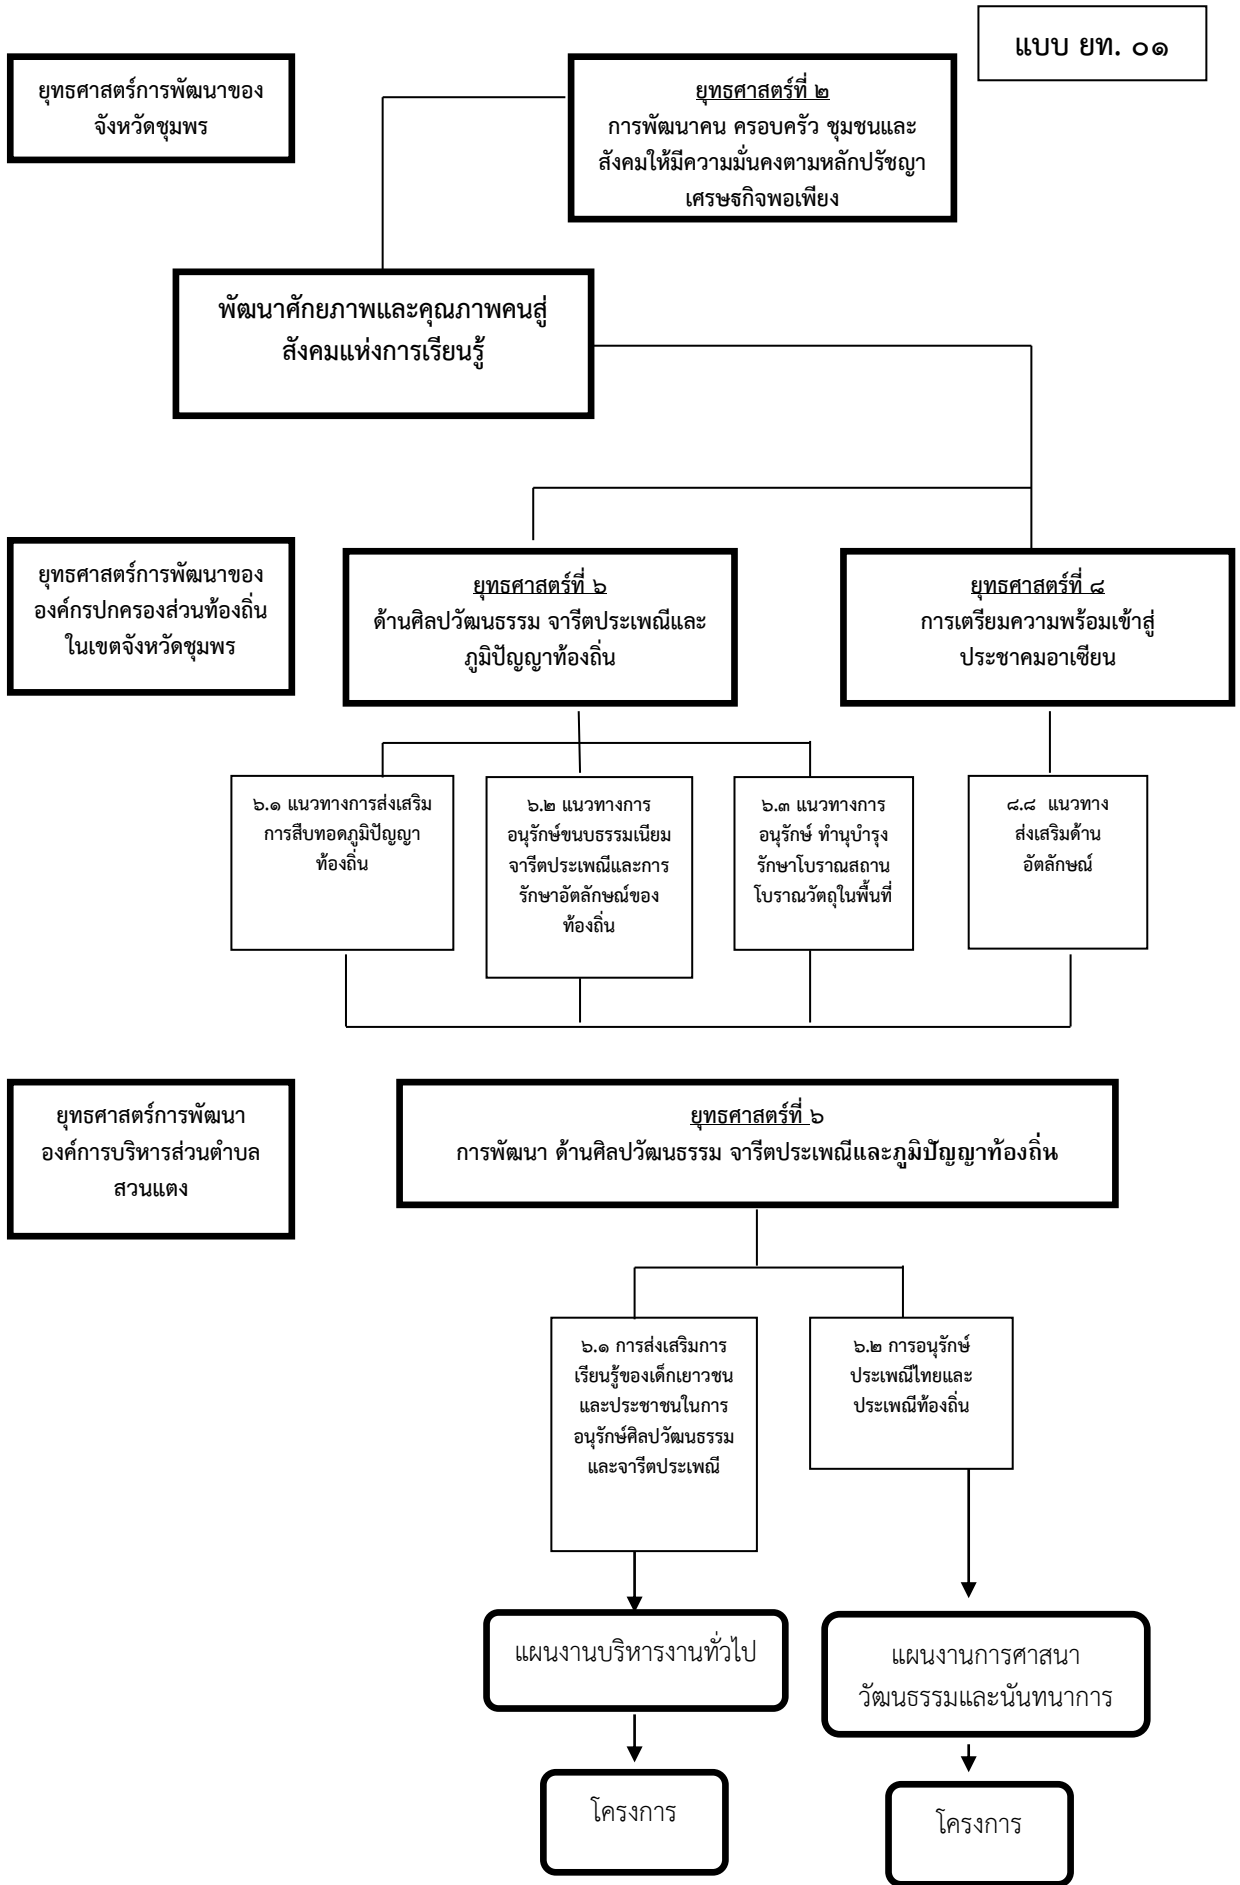 แบบ ยท. ๐๑
ยุทธศาสตร์การพัฒนาของ
จังหวัดชุมพร
ยุทธศาสตร์ที่ ๒
การพัฒนาคน ครอบครัว ชุมชนและ
สังคมให้มีความมั่นคงตามหลักปรัชญา
เศรษฐกิจพอเพียง
พัฒนาศักยภาพและคุณภาพคนสู่
สังคมแห่งการเรียนรู้
ยุทธศาสตร์การพัฒนาของ
องค์กรปกครองส่วนท้องถิ่น
ในเขตจังหวัดชุมพร
ยุทธศาสตร์ที่ ๖
ด้านศิลปวัฒนธรรม จารีตประเพณีและ
ภูมิปัญญาท้องถิ่น
ยุทธศาสตร์ที่ ๘
การเตรียมความพร้อมเข้าสู่
ประชาคมอาเซียน
๖.๑ แนวทางการส่งเสริม
การสืบทอดภูมิปัญญา
ท้องถิ่น
๖.๒ แนวทางการ
อนุรักษ์ขนบธรรมเนียม
จารีตประเพณีและการ
รักษาอัตลักษณ์ของ
ท้องถิ่น
๖.๓ แนวทางการ
อนุรักษ์ ทำนุบำรุง
รักษาโบราณสถาน
โบราณวัตถุในพื้นที่
๘.๘ แนวทาง
ส่งเสริมด้าน
อัตลักษณ์
ยุทธศาสตร์การพัฒนา
องค์การบริหารส่วนตำบล
สวนแตง
ยุทธศาสตร์ที่ ๖
การพัฒนา ด้านศิลปวัฒนธรรม จารีตประเพณีและภูมิปัญญาท้องถิ่น
๖.๑ การส่งเสริมการ
เรียนรู้ของเด็กเยาวชน
และประชาชนในการ
อนุรักษ์ศิลปวัฒนธรรม
และจารีตประเพณี
๖.๒ การอนุรักษ์
ประเพณีไทยและ
ประเพณีท้องถิ่น
แผนงานบริหารงานทั่วไป
แผนงานการศาสนา
วัฒนธรรมและนันทนาการ
โครงการ
โครงการ